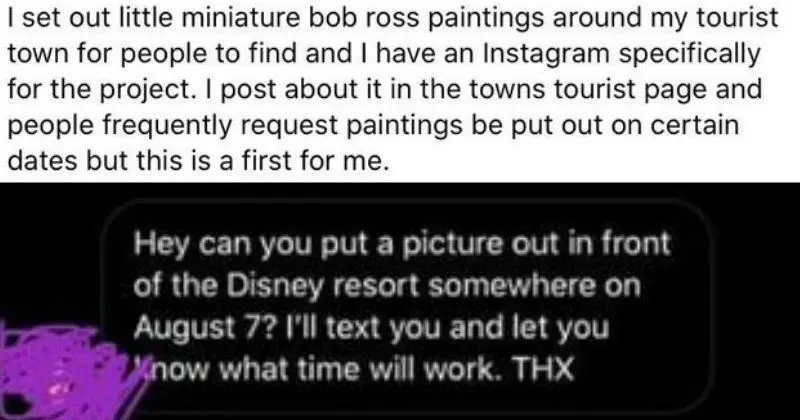 I set out little miniature bob ross paintings around my tourist
town for people to find and I have an Instagram specifically
for the project. I post about it in the towns tourist page and
people frequently request paintings be put out on certain
dates but this is a first for me.
Hey can you put a picture out in front
of the Disney resort somewhere on
August 7? I'll text you and let you
know what time will work. THX